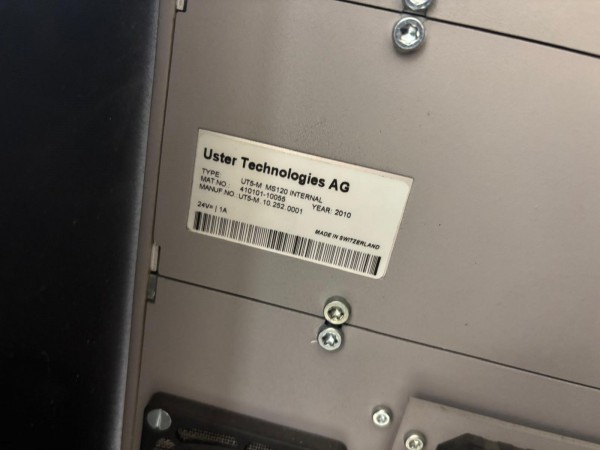 Uster Technologies AG
TYPE: UT5-M MS120 INTERNAL
MAT NO.: 410101-10065 YEAR: 2010
MANUF NO.: UT5-M.10.252.0001
24V= | 1A
MADE IN SWITZERLAND